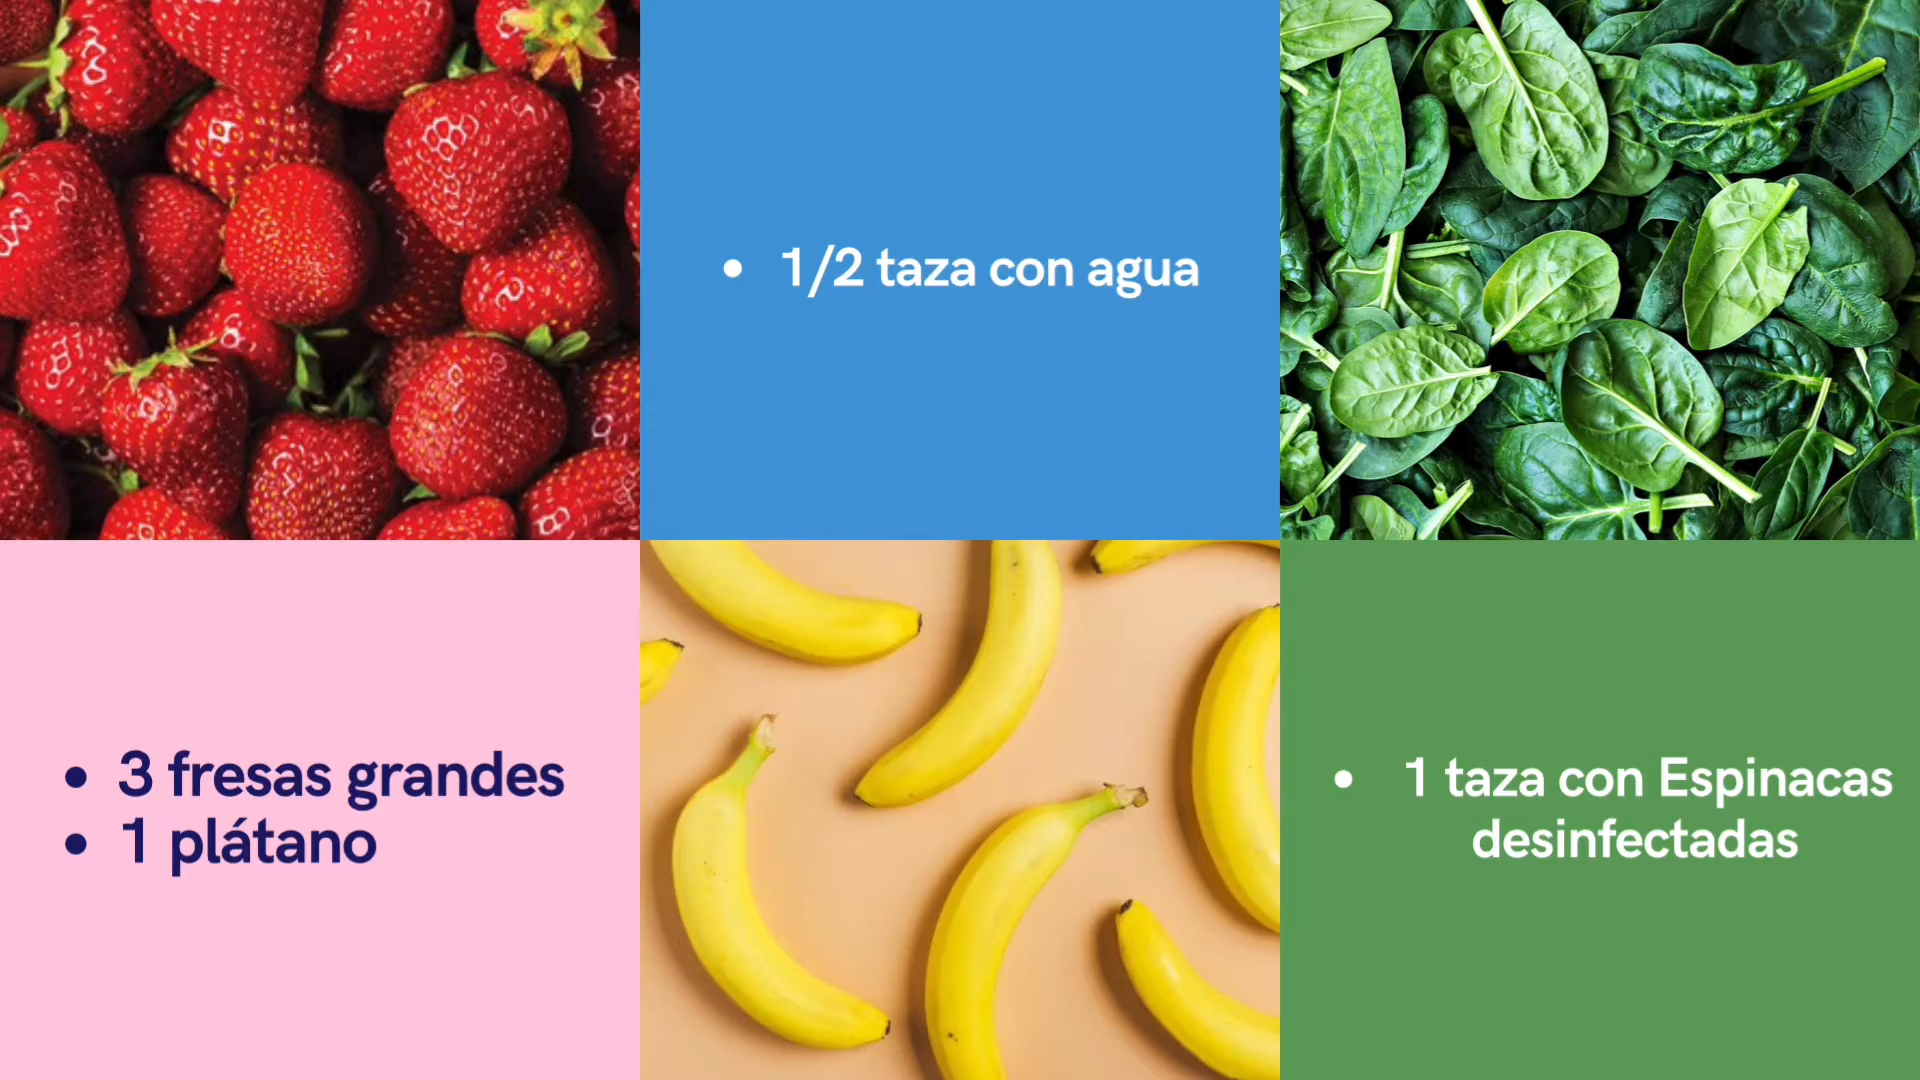 • 1/2 taza con agua
• 3 fresas grandes
• 1 plátano
• 1 taza con Espinacas
desinfectadas